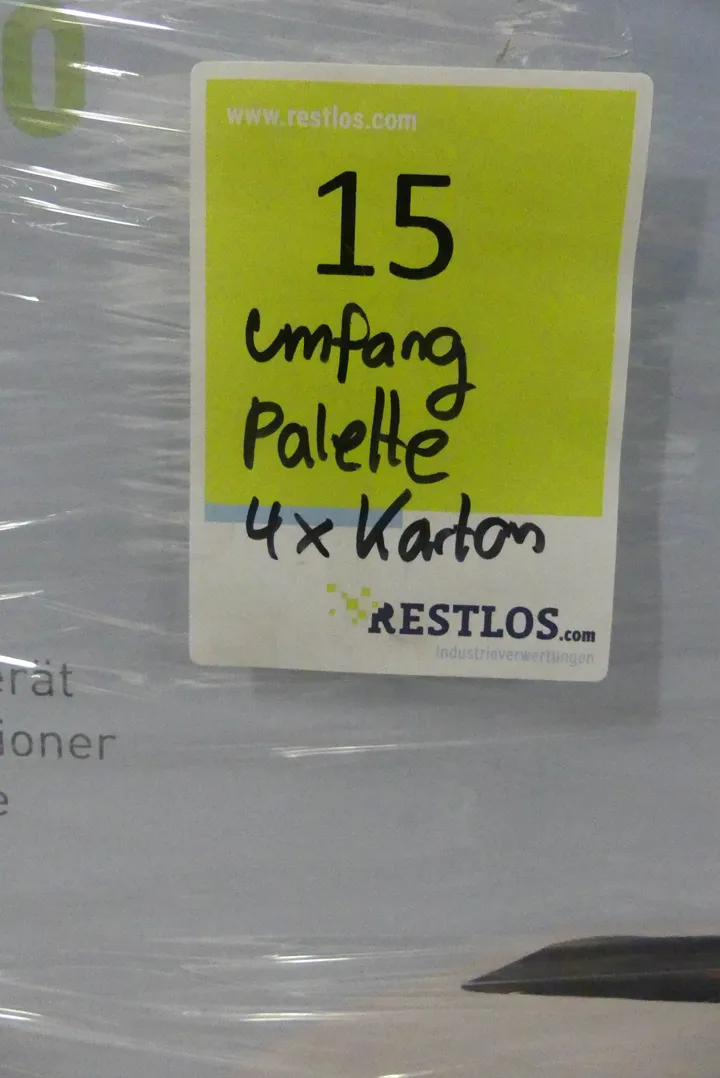 www.restlos.com
15
Umfang
Palette
4x Karton
RESTLOS.com
Industrieverwertungen
erät
ioner
e